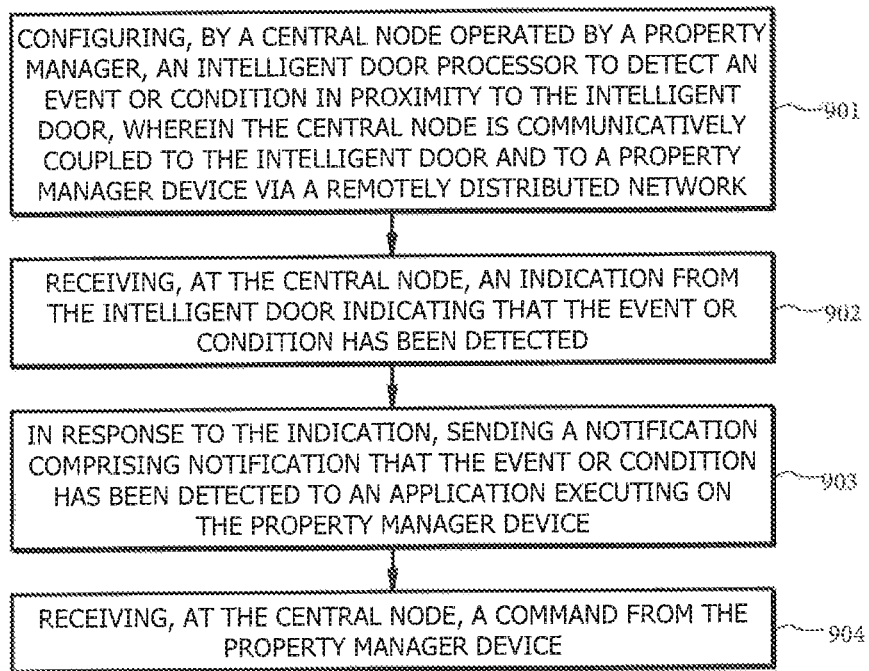 CONFIGURING, BY A CENTRAL NODE OPERATED BY A PROPERTY
MANAGER, AN INTELLIGENT DOOR PROCESSOR TO DETECT AN
EVENT OR CONDITION IN PROXIMITY TO THE INTELLIGENT
DOOR, WHEREIN THE CENTRAL NODE IS COMMUNICATIVELY
COUPLED TO THE INTELLIGENT DOOR AND TO A PROPERTY
MANAGER DEVICE VIA A REMOTELY DISTRIBUTED NETWORK
901
RECEIVING, AT THE CENTRAL NODE, AN INDICATION FROM
THE INTELLIGENT DOOR INDICATING THAT THE EVENT OR
CONDITION HAS BEEN DETECTED
902
IN RESPONSE TO THE INDICATION, SENDING A NOTIFICATION
COMPRISING NOTIFICATION THAT THE EVENT OR CONDITION
HAS BEEN DETECTED TO AN APPLICATION EXECUTING ON
THE PROPERTY MANAGER DEVICE
903
RECEIVING, AT THE CENTRAL NODE, A COMMAND FROM THE
PROPERTY MANAGER DEVICE
904